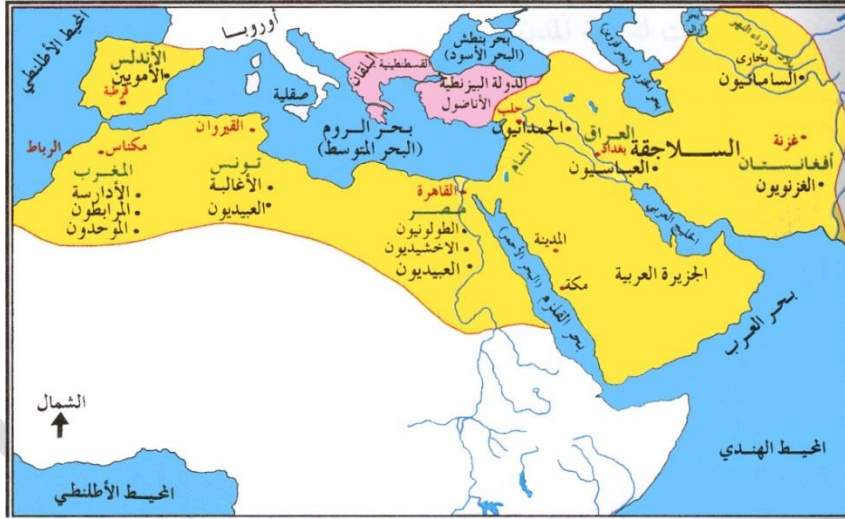 المحيط الأطلنطي
أوروبا
الأندلس
الأمويين
قرطبة
صقلية
البلقان
القسطنطينية
بحر بنطش
(البحر الأسود)
الدولة البيزنطية
الأناضول
بحر الروم
(البحر المتوسط)
بخارى
السامانيون
حلب
الحمدانيون
الشام
العراق
بغداد
العباسيون
السلاجقة
غزنة
أفغانستان
الغزنويون
الرباط
مكناس
المغرب
الأدارسة
المرابطون
الموحدون
القيروان
تونس
الأغالبة
العبيديون
القاهرة
مصر
الطولونيون
الاخشيديون
العبيديون
المدينة
مكة
الجزيرة العربية
الخليج العربي
بحر القلزم (البحر الأحمر)
بحر العرب
المحيط الهندي
الشمال
المحيط الأطلنطي